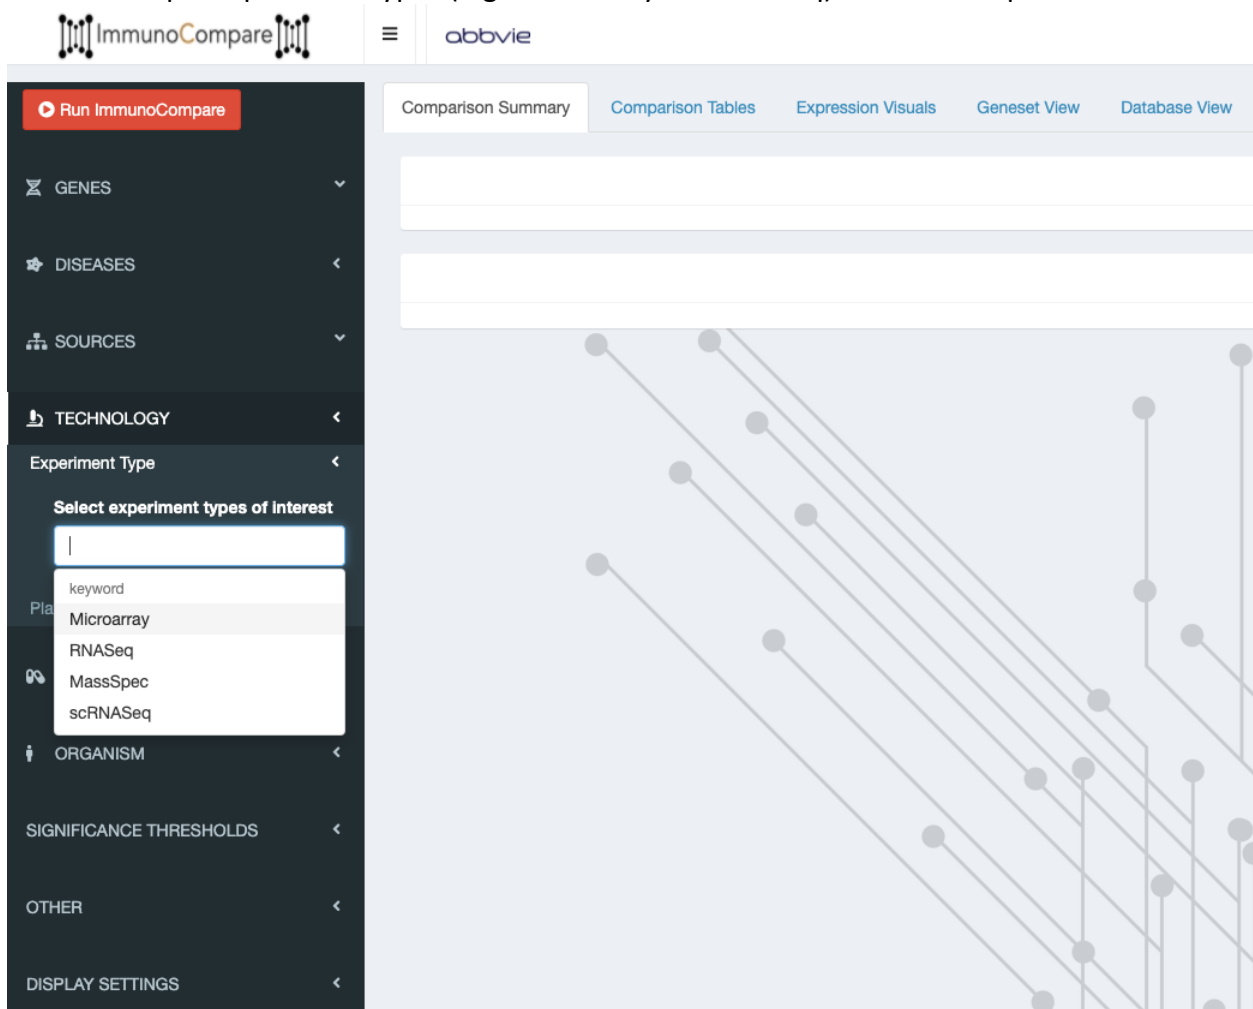 ImmunoCompare
abbvie
Run ImmunoCompare
Comparison Summary
Comparison Tables
Expression Visuals
Geneset View
Database View
GENES
DISEASES
SOURCES
TECHNOLOGY
Experiment Type
Select experiment types of interest
keyword
Pla
Microarray
RNASeq
MassSpec
scRNASeq
ORGANISM
SIGNIFICANCE THRESHOLDS
OTHER
DISPLAY SETTINGS